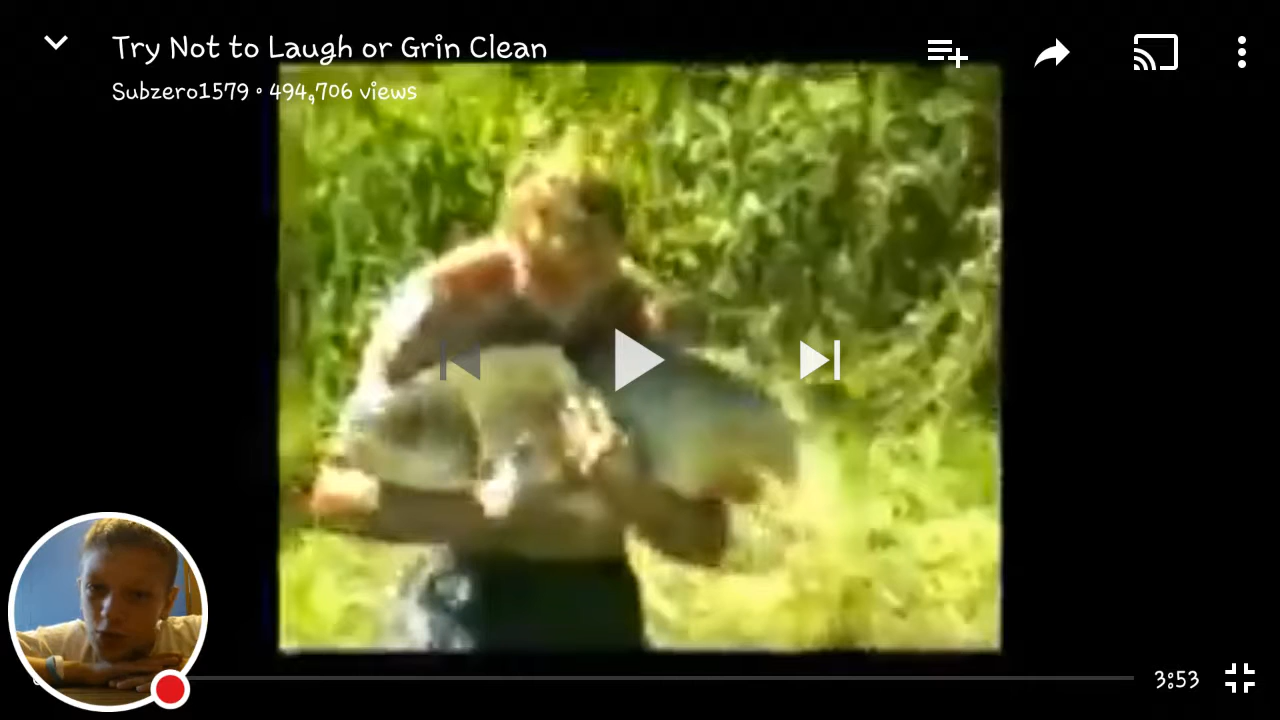 Try Not to Laugh or Grin Clean
Subzero1579 • 494,706 views
3:53